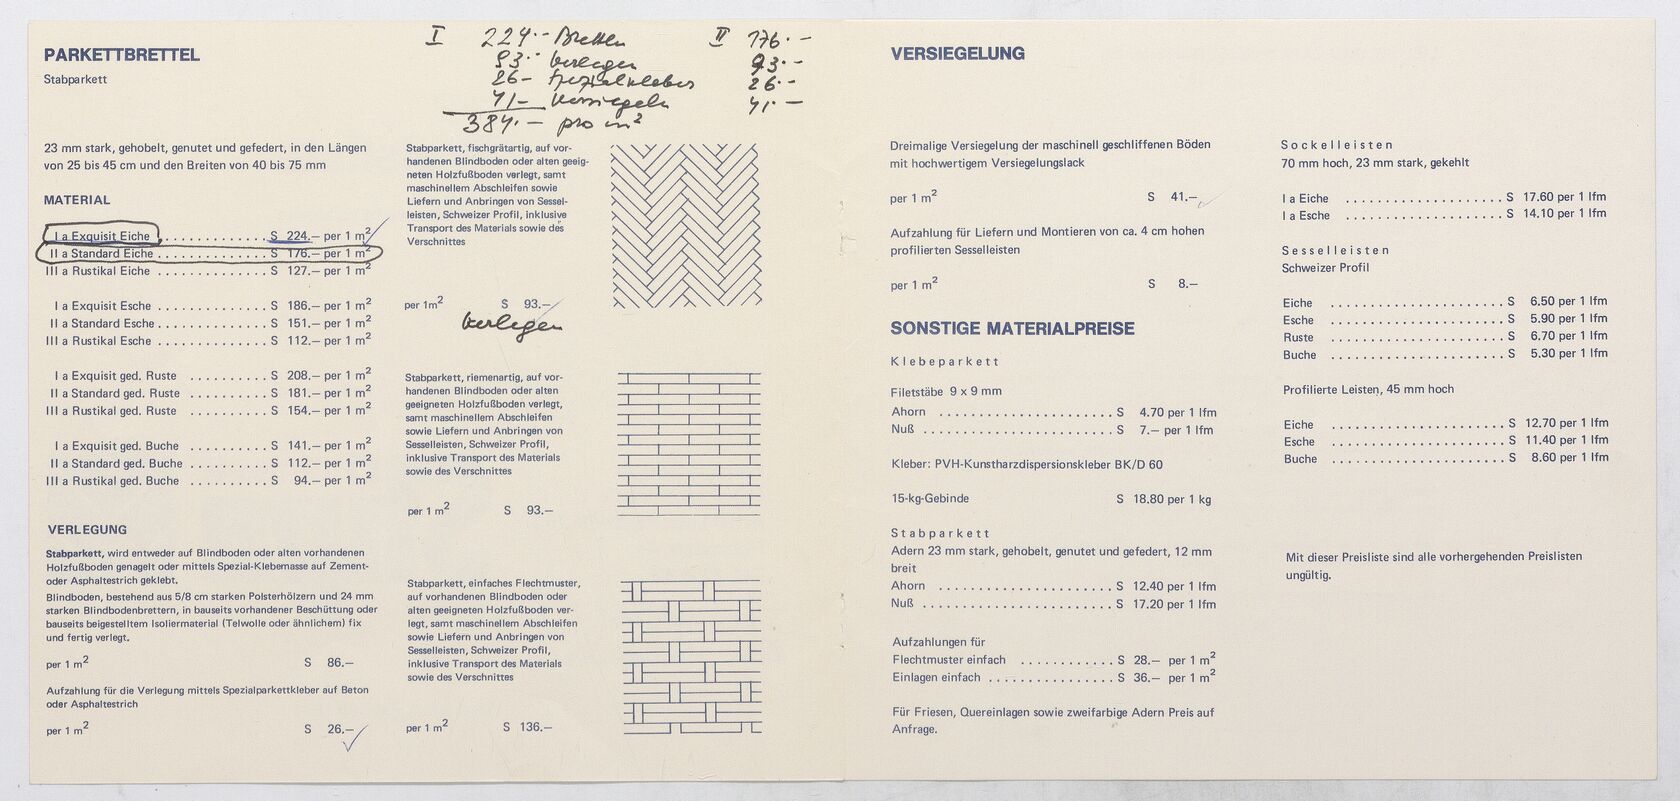 I 224.- Bretteln
93.- verlegen
26- Spezialkleber
41- Versiegeln
384.- pro m²
II 176.-
93.-
26.-
41.-
PARKETTBRETTEL
Stabparkett
23 mm stark, gehobelt, genutet und gefedert, in den Längen
von 25 bis 45 cm und den Breiten von 40 bis 75 mm
MATERIAL
I a Exquisit Eiche ............... S 224.— per 1 m²
II a Standard Eiche ............. S 176.— per 1 m²
III a Rustikal Eiche ............. S 127.— per 1 m²
I a Exquisit Esche ............. S 186.— per 1 m²
II a Standard Esche ............. S 151.— per 1 m²
III a Rustikal Esche ............. S 112.— per 1 m²
I a Exquisit ged. Ruste .......... S 208.— per 1 m²
II a Standard ged. Ruste .......... S 181.— per 1 m²
III a Rustikal ged. Ruste .......... S 154.— per 1 m²
I a Exquisit ged. Buche .......... S 141.— per 1 m²
II a Standard ged. Buche .......... S 112.— per 1 m²
III a Rustikal ged. Buche .......... S 94.— per 1 m²
VERLEGUNG
Stabparkett, wird entweder auf Blindboden oder alten vorhandenen
Holzfußboden genagelt oder mittels Spezial-Klebemasse auf Zement-
oder Asphaltestrich geklebt.
Blindboden, bestehend aus 5/8 cm starken Polsterhölzern und 24 mm
starken Blindbodenbrettern, in bauseits vorhandener Beschüttung oder
bauseits beigestelltem Isoliermaterial (Telwolle oder ähnlichem) fix
und fertig verlegt.
per 1 m² S 86.—
Aufzahlung für die Verlegung mittels Spezialparkettkleber auf Beton
oder Asphaltestrich
per 1 m² S 26.—
Stabparkett, fischgrätartig, auf vor-
handenen Blindboden oder alten geeig-
neten Holzfußboden verlegt, samt
maschinellem Abschleifen sowie
Liefern und Anbringen von Sessel-
leisten, Schweizer Profil, inklusive
Transport des Materials sowie des
Verschnittes
per 1m² S 93.—
verlegen
Stabparkett, riemenartig, auf vor-
handenen Blindboden oder alten
geeigneten Holzfußboden verlegt,
samt maschinellem Abschleifen
sowie Liefern und Anbringen von
Sesselleisten, Schweizer Profil,
inklusive Transport des Materials
sowie des Verschnittes
per 1 m² S 93.—
Stabparkett, einfaches Flechtmuster,
auf vorhandenen Blindboden oder
alten geeigneten Holzfußboden ver-
legt, samt maschinellem Abschleifen
sowie Liefern und Anbringen von
Sesselleisten, Schweizer Profil,
inklusive Transport des Materials
sowie des Verschnittes
per 1 m² S 136.—
VERSIEGELUNG
Dreimalige Versiegelung der maschinell geschliffenen Böden
mit hochwertigem Versiegelungslack
per 1 m² S 41.—
Aufzahlung für Liefern und Montieren von ca. 4 cm hohen
profilierten Sesselleisten
per 1 m² S 8.—
SONSTIGE MATERIALPREISE
Klebeparkett
Filetstäbe 9 x 9 mm
Ahorn ........................ S 4.70 per 1 lfm
Nuß .......................... S 7.— per 1 lfm
Kleber: PVH-Kunstharzdispersionskleber BK/D 60
15-kg-Gebinde S 18.80 per 1 kg
Stabparkett
Adern 23 mm stark, gehobelt, genutet und gefedert, 12 mm
breit
Ahorn ........................ S 12.40 per 1 lfm
Nuß .......................... S 17.20 per 1 lfm
Aufzahlungen für
Flechtmuster einfach ............ S 28.— per 1 m²
Einlagen einfach ................ S 36.— per 1 m²
Für Friesen, Quereinlagen sowie zweifarbige Adern Preis auf
Anfrage.
Sockelleisten
70 mm hoch, 23 mm stark, gekehlt
I a Eiche .................... S 17.60 per 1 lfm
I a Esche .................... S 14.10 per 1 lfm
Sesselleisten
Schweizer Profil
Eiche ...................... S 6.50 per 1 lfm
Esche ...................... S 5.90 per 1 lfm
Ruste ...................... S 6.70 per 1 lfm
Buche ...................... S 5.30 per 1 lfm
Profilierte Leisten, 45 mm hoch
Eiche ...................... S 12.70 per 1 lfm
Esche ...................... S 11.40 per 1 lfm
Buche ...................... S 8.60 per 1 lfm
Mit dieser Preisliste sind alle vorhergehenden Preislisten
ungültig.